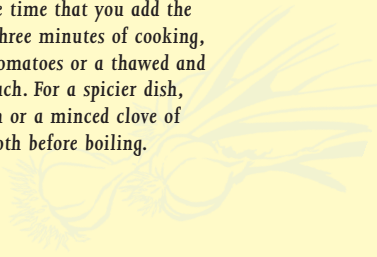 time that you add the
three minutes of cooking,
omatoes or a thawed and
ach. For a spicier dish,
or a minced clove of
oth before boiling.